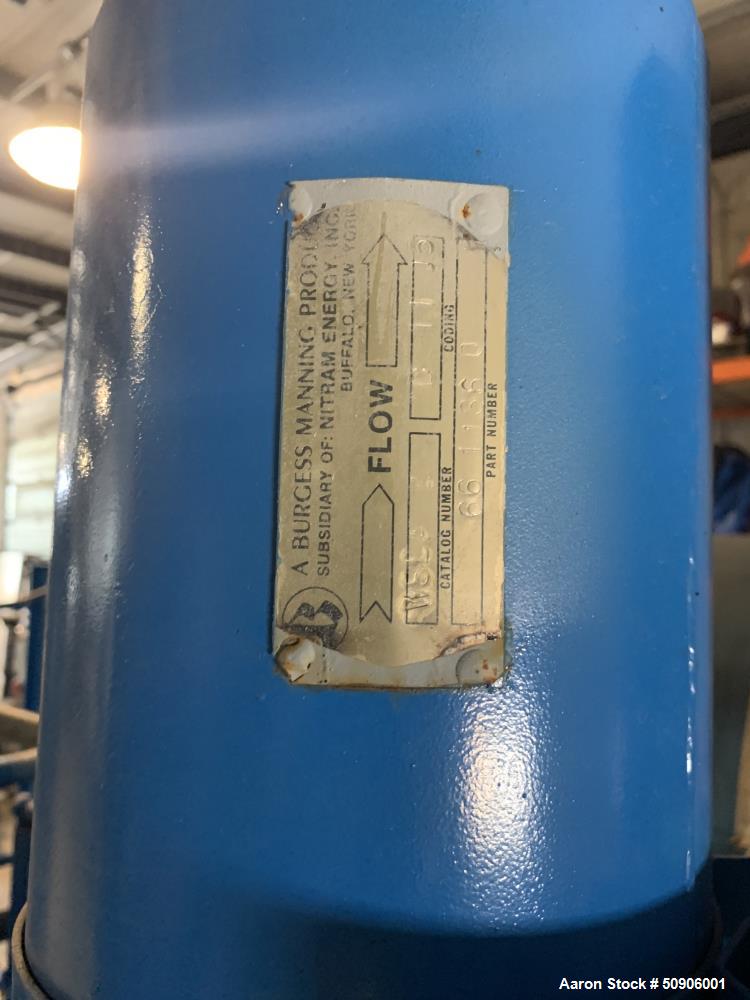 A BURGESS MANNING
SUBSIDIARY OF: NITRAM ENERGY INC.
BUFFALO, NEW YORK
FLOW
CATALOG NUMBER
CODING
PART NUMBER
Aaron Stock # 50906001